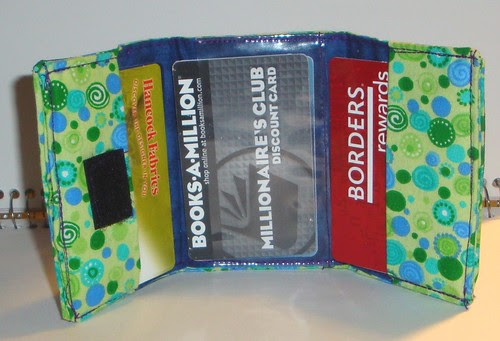 Hancock Fabrics
BOOKS·A·MILLION®
shop online at booksamillion.com
MILLIONAIRE'S CLUB
DISCOUNT CARD
BORDERS.
rewards